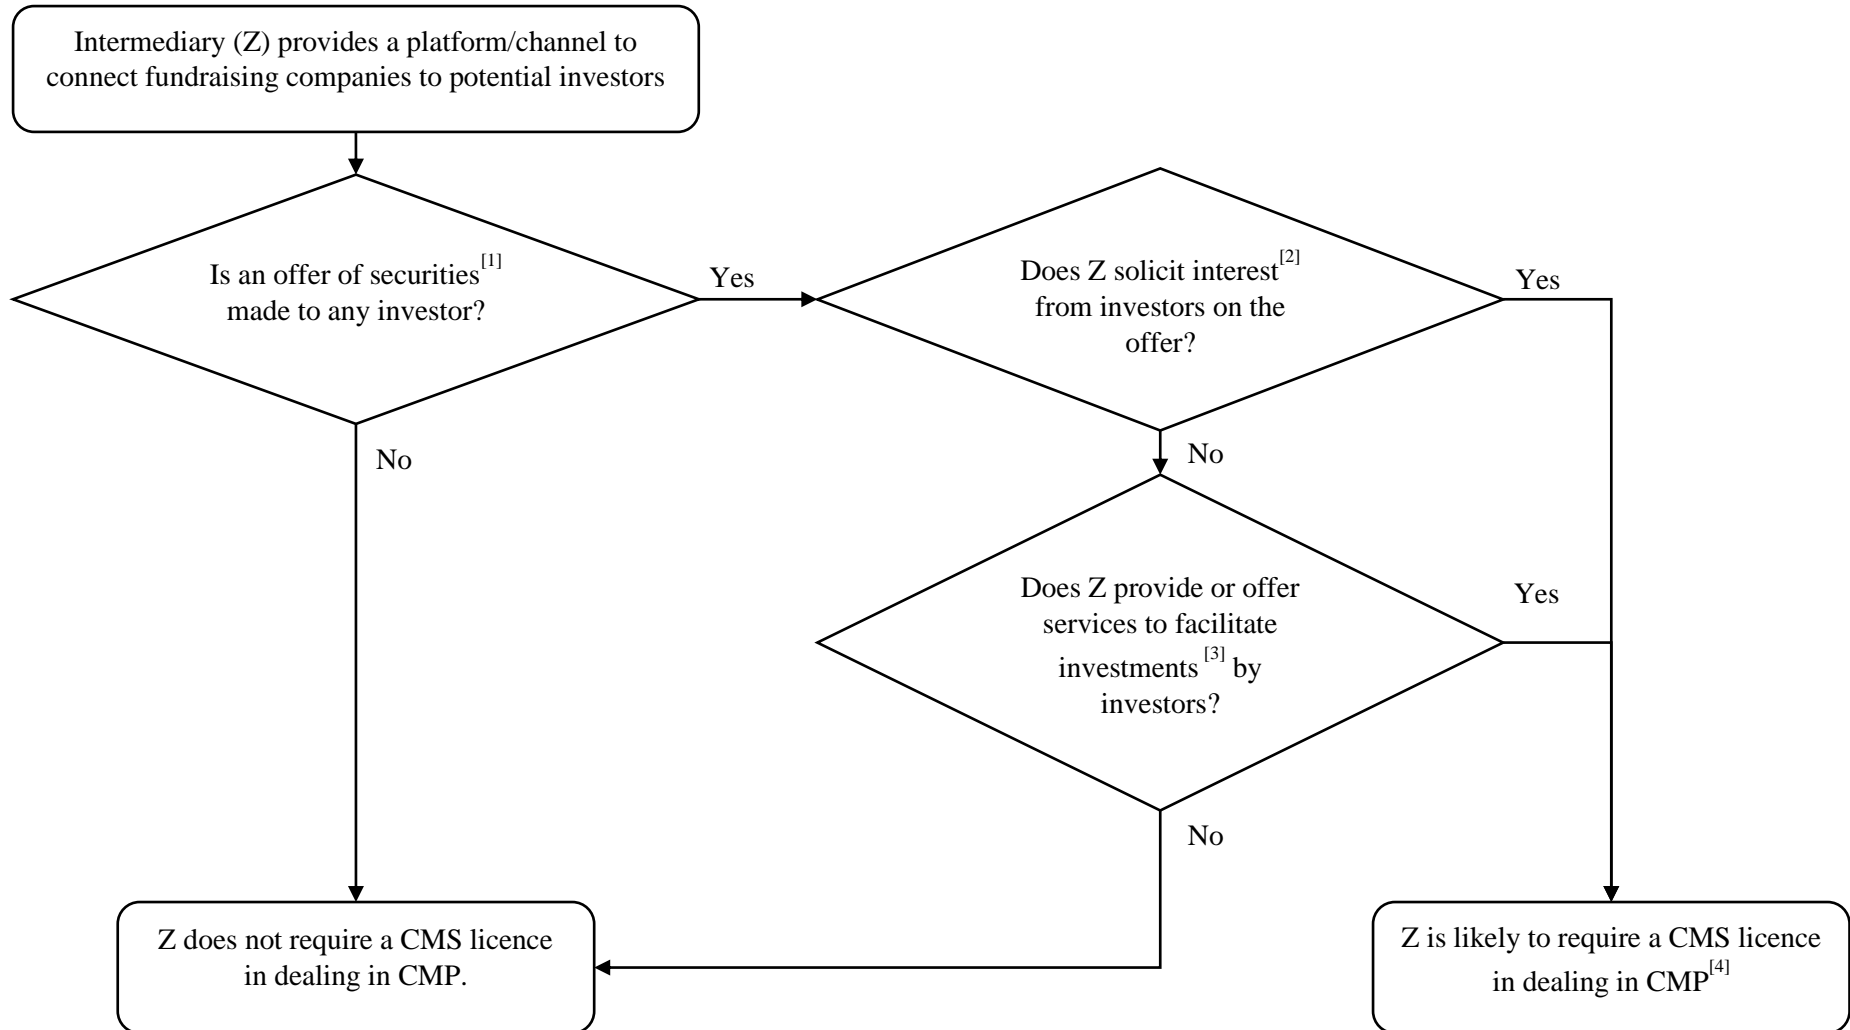 Intermediary (Z) provides a platform/channel to
connect fundraising companies to potential investors
Is an offer of securities[1]
made to any investor?
Yes
Does Z solicit interest[2]
from investors on the
offer?
Yes
No
No
Does Z provide or offer
services to facilitate
investments [3] by
investors?
Yes
No
Z does not require a CMS licence
in dealing in CMP.
Z is likely to require a CMS licence
in dealing in CMP[4]